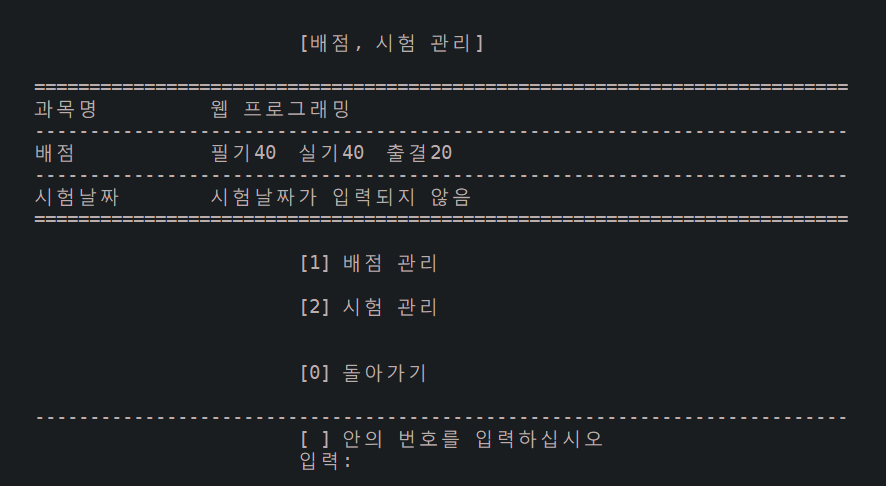 [배점, 시험 관리]
==========================================================================
과목명 웹 프로그래밍
--------------------------------------------------------------------------
배점 필기40 실기40 출결20
--------------------------------------------------------------------------
시험날짜 시험날짜가 입력되지 않음
==========================================================================
[1] 배점 관리
[2] 시험 관리
[0] 돌아가기
--------------------------------------------------------------------------
[ ] 안의 번호를 입력하십시오
입력: